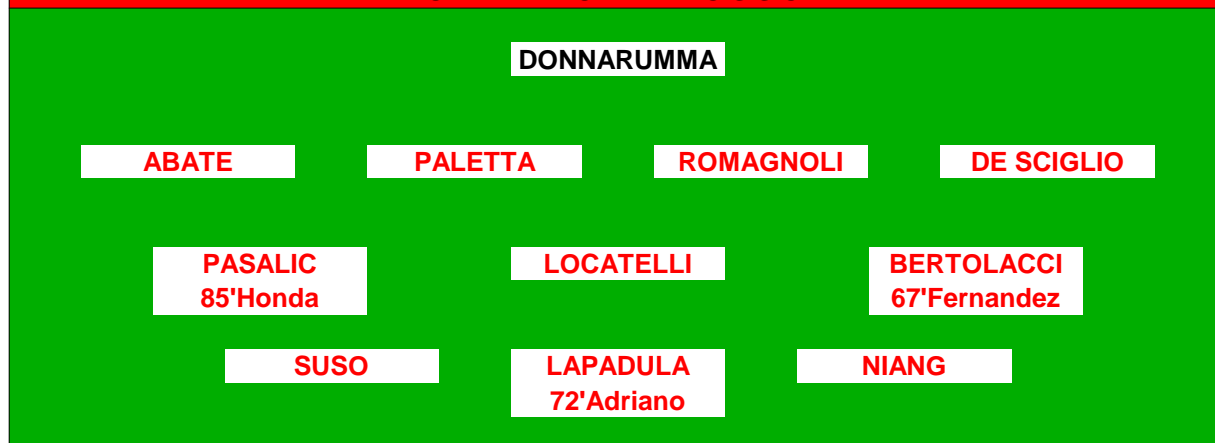 DONNARUMMA
ABATE PALETTA ROMAGNOLI DE SCIGLIO
PASALIC LOCATELLI BERTOLACCI
85'Honda 67'Fernandez
SUSO LAPADULA NIANG
72'Adriano